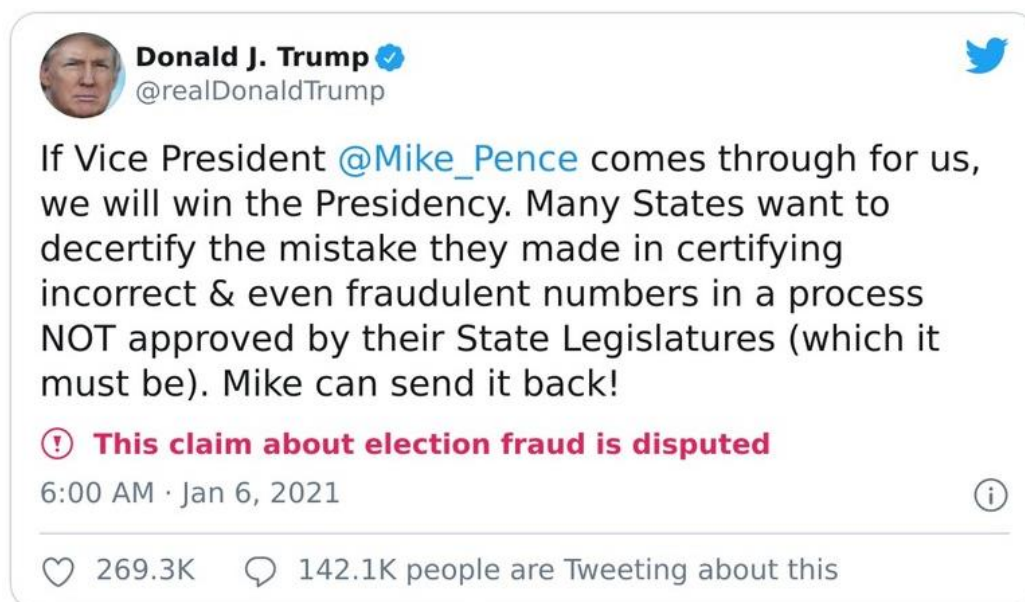 Donald J. Trump
@realDonaldTrump
If Vice President @Mike_Pence comes through for us,
we will win the Presidency. Many States want to
decertify the mistake they made in certifying
incorrect & even fraudulent numbers in a process
NOT approved by their State Legislatures (which it
must be). Mike can send it back!
This claim about election fraud is disputed
6:00 AM · Jan 6, 2021
269.3K 142.1K people are Tweeting about this